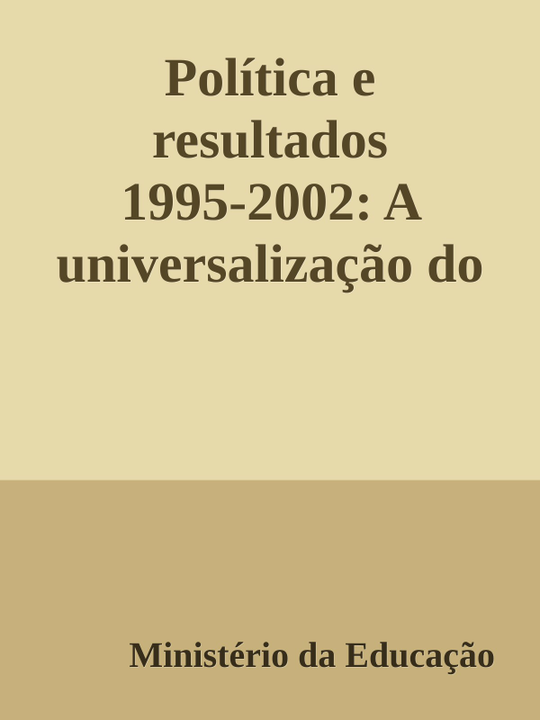 Política e
resultados
1995-2002: A
universalização do
Ministério da Educação